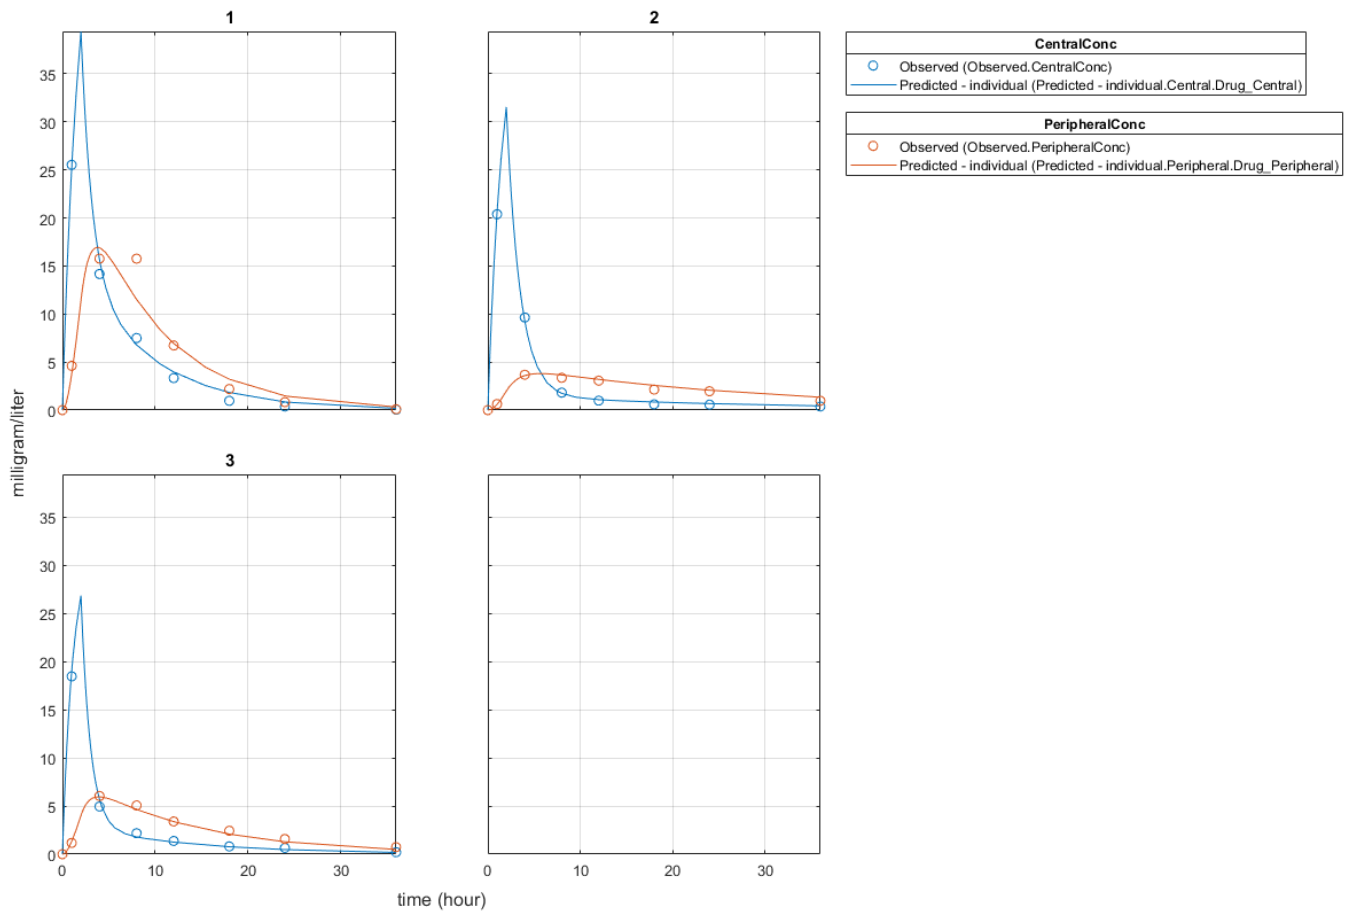 1
2
CentralConc
Observed (Observed.CentralConc)
Predicted - individual (Predicted - individual.Central.Drug_Central)
PeripheralConc
Observed (Observed.PeripheralConc)
Predicted - individual (Predicted - individual.Peripheral.Drug_Peripheral)
35
30
25
20
15
10
5
0
milligram/liter
3
35
30
25
20
15
10
5
0
0 10 20 30
0 10 20 30
time (hour)